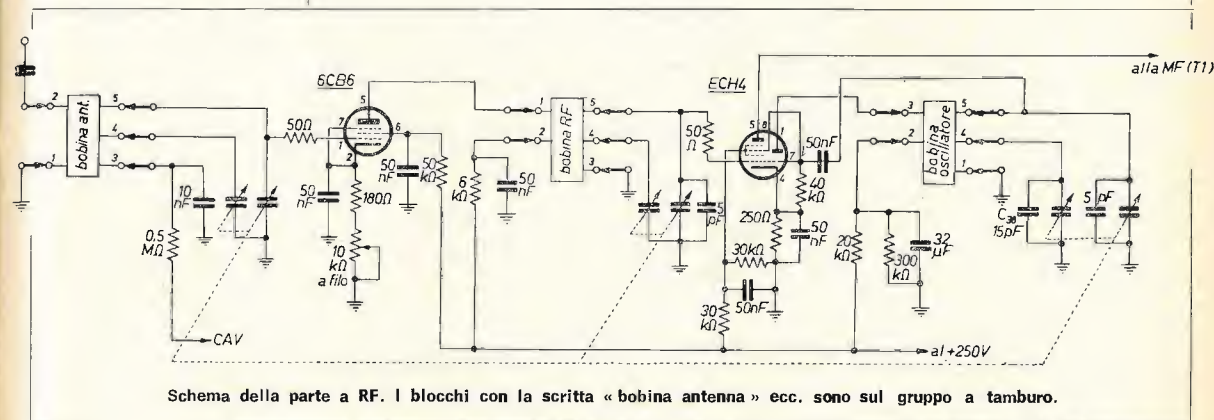 alla MF (T1)
6CB6
ECH4
bobina ant.
2
1
5
4
3
10 nF
0.5 MΩ
CAV
50Ω
5
7
1
2
6
50 nF
180Ω
10 kΩ
a filo
50 nF
50 kΩ
6 kΩ
50 nF
1
2
bobina RF
5
4
3
5 pF
50 Ω
5
8
1
7
4
50nF
40 kΩ
250Ω
50 nF
30kΩ
50nF
30 kΩ
3
2
bobina oscillatore
5
4
1
20 kΩ
300 kΩ
32 µF
C38 15pF
5 pF
al +250V
Schema della parte a RF. I blocchi con la scritta « bobina antenna » ecc. sono sul gruppo a tamburo.